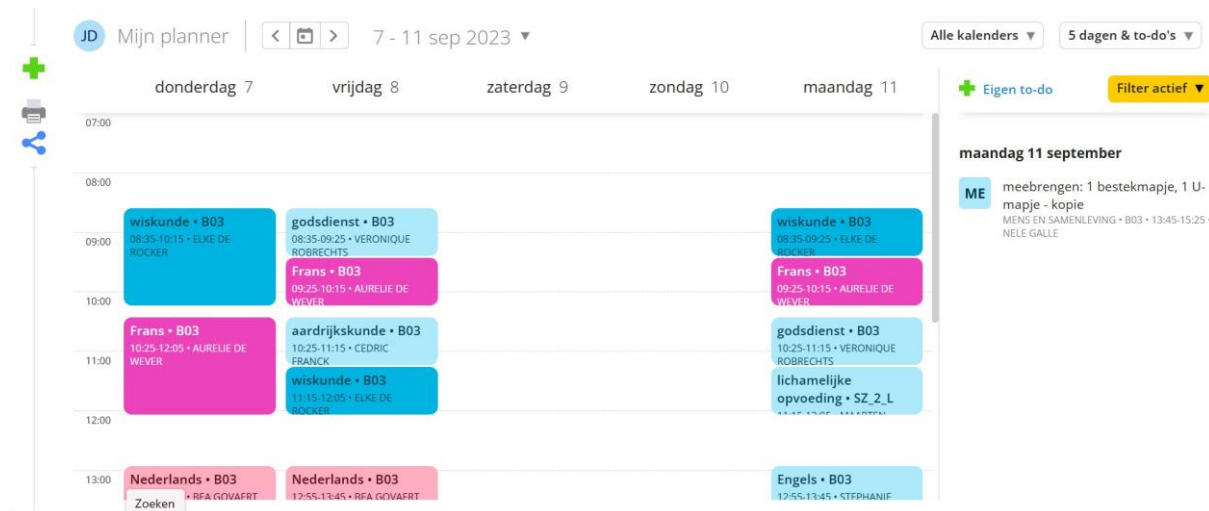 JD Mijn planner 7 - 11 sep 2023 Alle kalenders 5 dagen & to-do's
donderdag 7 vrijdag 8 zaterdag 9 zondag 10 maandag 11
Eigen to-do Filter actief
07:00
08:00
09:00
10:00
11:00
12:00
13:00
wiskunde • B03
08:35-10:15 • ELKE DE
ROCKER
Frans • B03
10:25-12:05 • AURELIE DE
WEVER
Nederlands • B03
• BEA GOVAERT
Zoeken
godsdienst • B03
08:35-09:25 • VERONIQUE
ROBRECHTS
Frans • B03
09:25-10:15 • AURELIE DE
WEVER
aardrijkskunde • B03
10:25-11:15 • CEDRIC
FRANCK
wiskunde • B03
11:15-12:05 • ELKE DE
ROCKER
Nederlands • B03
12:55-13:45 • BEA GOVAERT
wiskunde • B03
08:35-09:25 • ELKE DE
ROCKER
Frans • B03
09:25-10:15 • AURELIE DE
WEVER
godsdienst • B03
10:25-11:15 • VERONIQUE
ROBRECHTS
lichamelijke
opvoeding • SZ_2_L
11:15-12:05 • MAARTEN
Engels • B03
12:55-13:45 • STEPHANIE
maandag 11 september
ME
meebrengen: 1 bestekmapje, 1 U-
mapje - kopie
MENS EN SAMENLEVING • B03 • 13:45-15:25 •
NELE GALLE